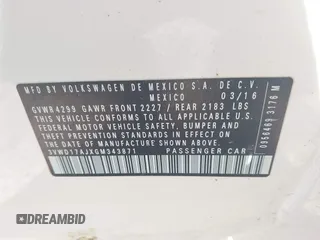 MFD BY VOLKSWAGEN DE MEXICO S.A. DE C.V.
MEXICO 03/16
GVWR 4299 GAWR FRONT 2227 / REAR 2183 LBS
THIS VEHICLE CONFORMS TO
ALL APPLICABLE U.S. FEDERAL
MOTOR VEHICLE SAFETY, BUMPER AND
THEFT PREVENTION STANDARDS IN
EFFECT ON THE DATE OF MANUFACTURE
SHOWN ABOVE.
3VWD17AJXGM343871 PASSENGER CAR
3176 M